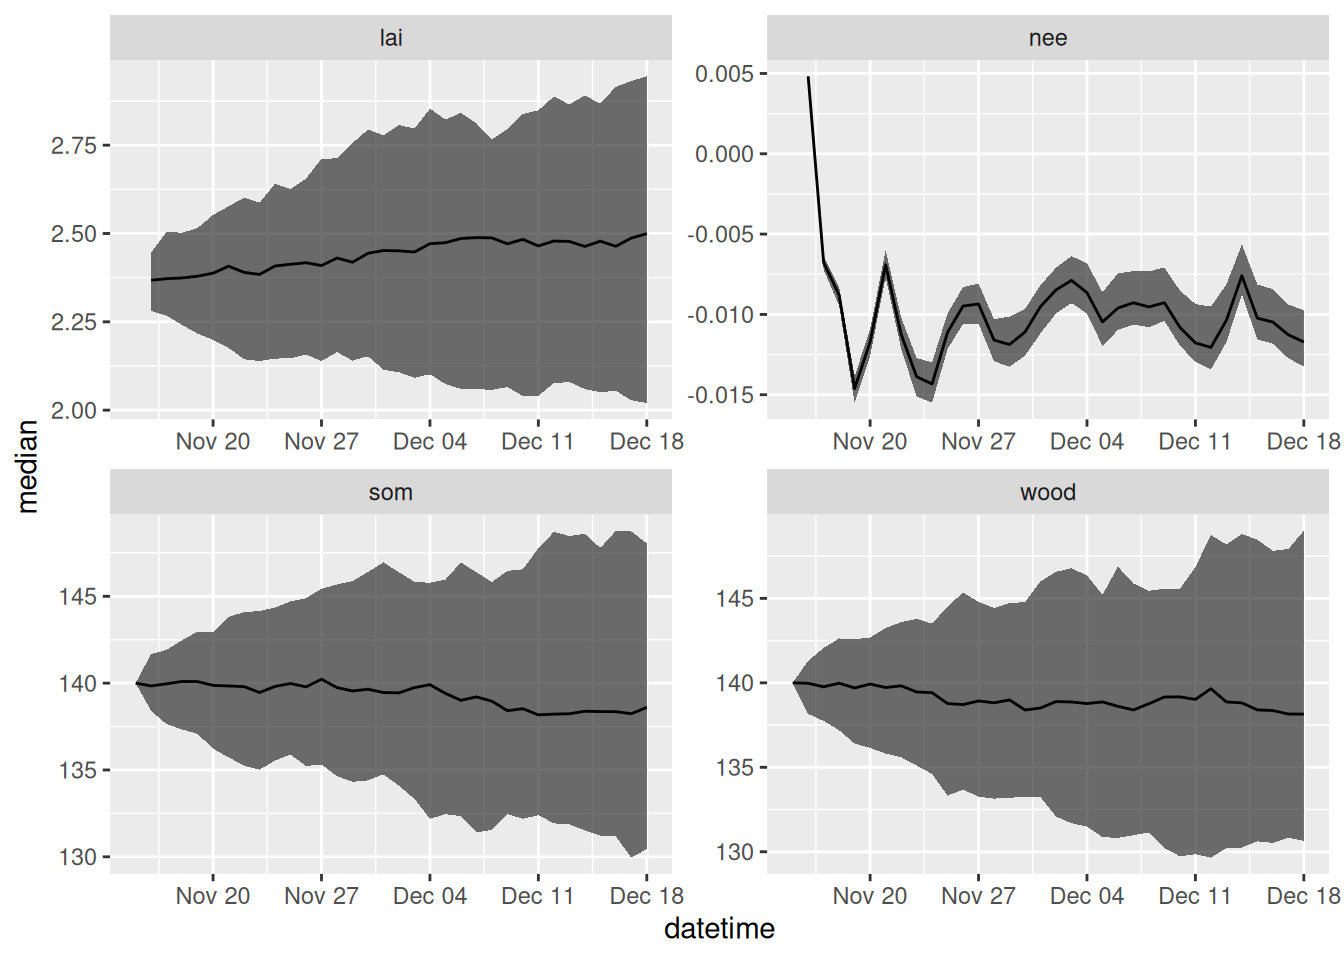 lai
nee
2.75
2.50
2.25
2.00
0.005
0.000
-0.005
-0.010
-0.015
Nov 20 Nov 27 Dec 04 Dec 11 Dec 18
Nov 20 Nov 27 Dec 04 Dec 11 Dec 18
median
som
wood
145
140
135
130
145
140
135
130
Nov 20 Nov 27 Dec 04 Dec 11 Dec 18
Nov 20 Nov 27 Dec 04 Dec 11 Dec 18
datetime